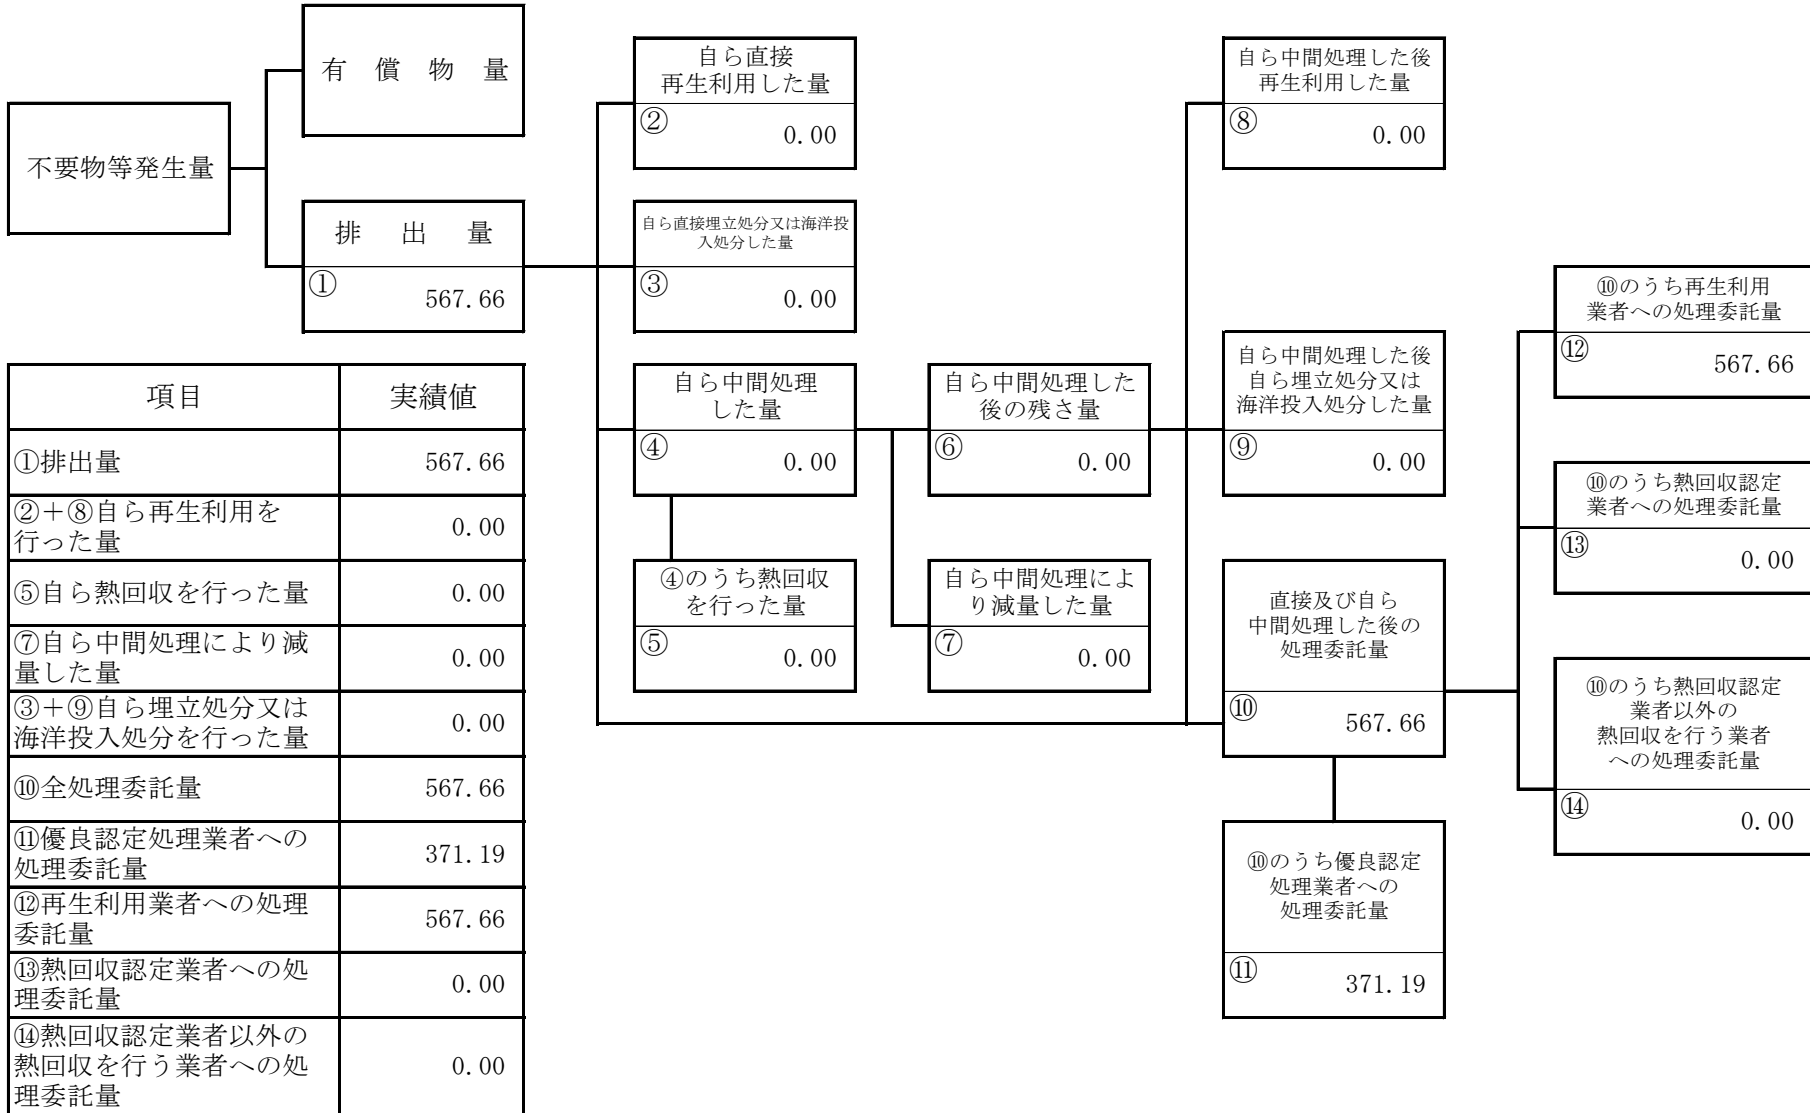 有償物量
不要物等発生量
排出量
①
567.66
自ら直接
再生利用した量
②
0.00
自ら直接埋立処分又は海洋投
入処分した量
③
0.00
自ら中間処理
した量
④
0.00
④のうち熱回収
を行った量
⑤
0.00
自ら中間処理した
後の残さ量
⑥
0.00
自ら中間処理によ
り減量した量
⑦
0.00
自ら中間処理した後
再生利用した量
⑧
0.00
自ら中間処理した後
自ら埋立処分又は
海洋投入処分した量
⑨
0.00
直接及び自ら
中間処理した後の
処理委託量
⑩
567.66
⑩のうち優良認定
処理業者への
処理委託量
⑪
371.19
⑩のうち再生利用
業者への処理委託量
⑫
567.66
⑩のうち熱回収認定
業者への処理委託量
⑬
0.00
⑩のうち熱回収認定
業者以外の
熱回収を行う業者
への処理委託量
⑭
0.00
項目 実績値
①排出量 567.66
②＋⑧自ら再生利用を
行った量 0.00
⑤自ら熱回収を行った量 0.00
⑦自ら中間処理により減
量した量 0.00
③＋⑨自ら埋立処分又は
海洋投入処分を行った量 0.00
⑩全処理委託量 567.66
⑪優良認定処理業者への
処理委託量 371.19
⑫再生利用業者への処理
委託量 567.66
⑬熱回収認定業者への処
理委託量 0.00
⑭熱回収認定業者以外の
熱回収を行う業者への処
理委託量 0.00